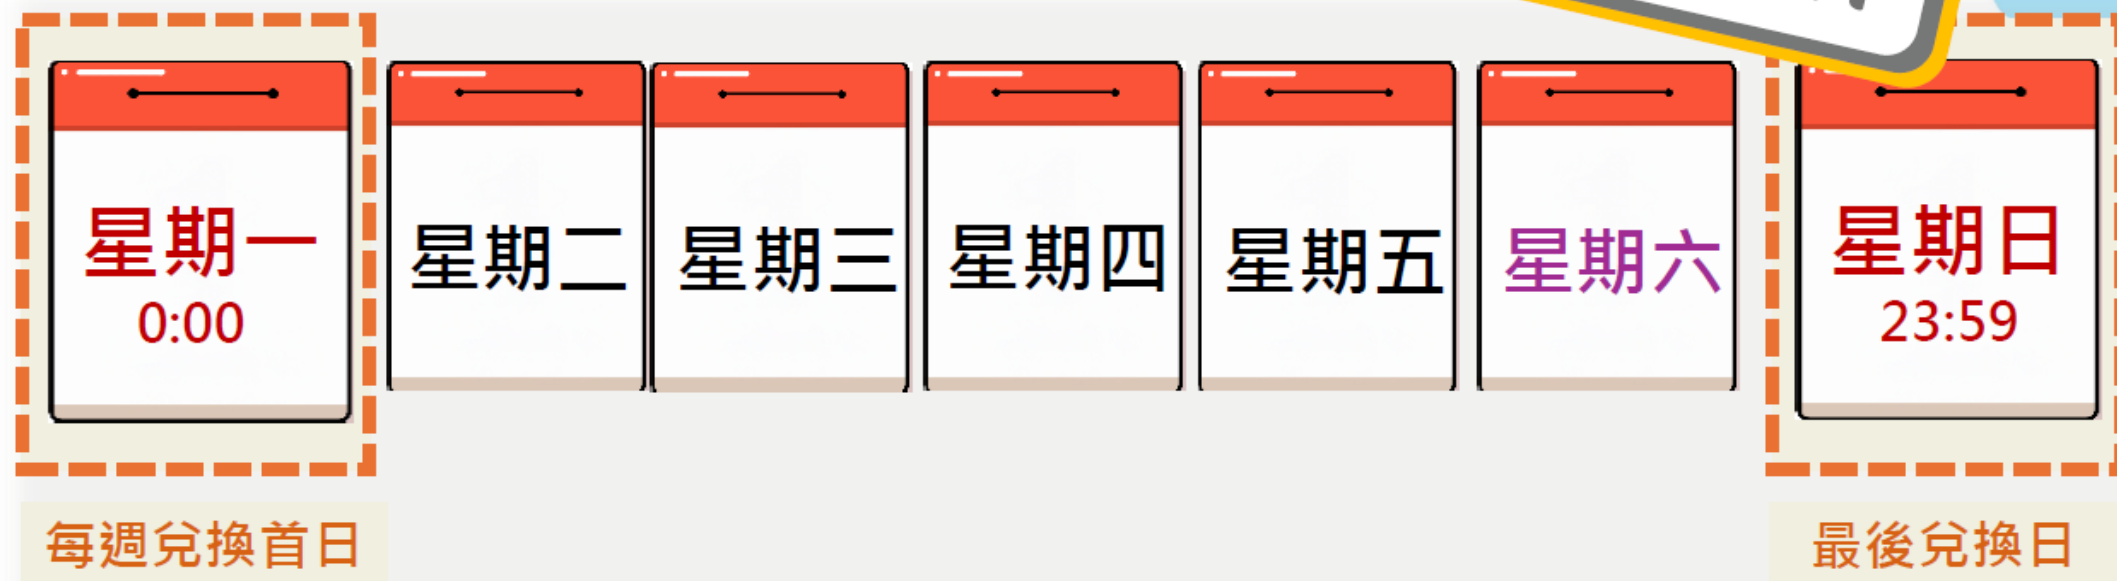 星期一
0:00
星期二
星期三
星期四
星期五
星期六
星期日
23:59
每週兌換首日
最後兌換日